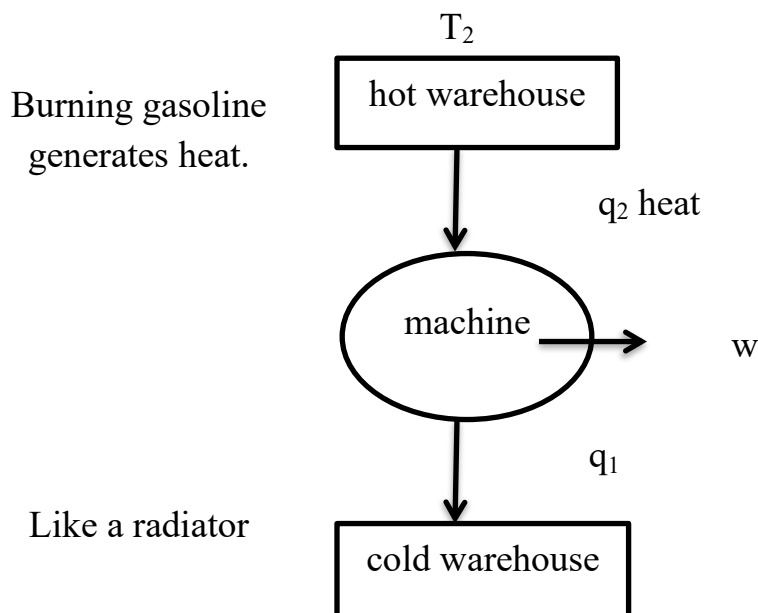 T₂
hot warehouse
Burning gasoline
generates heat.
q₂ heat
machine
w
q₁
Like a radiator
cold warehouse